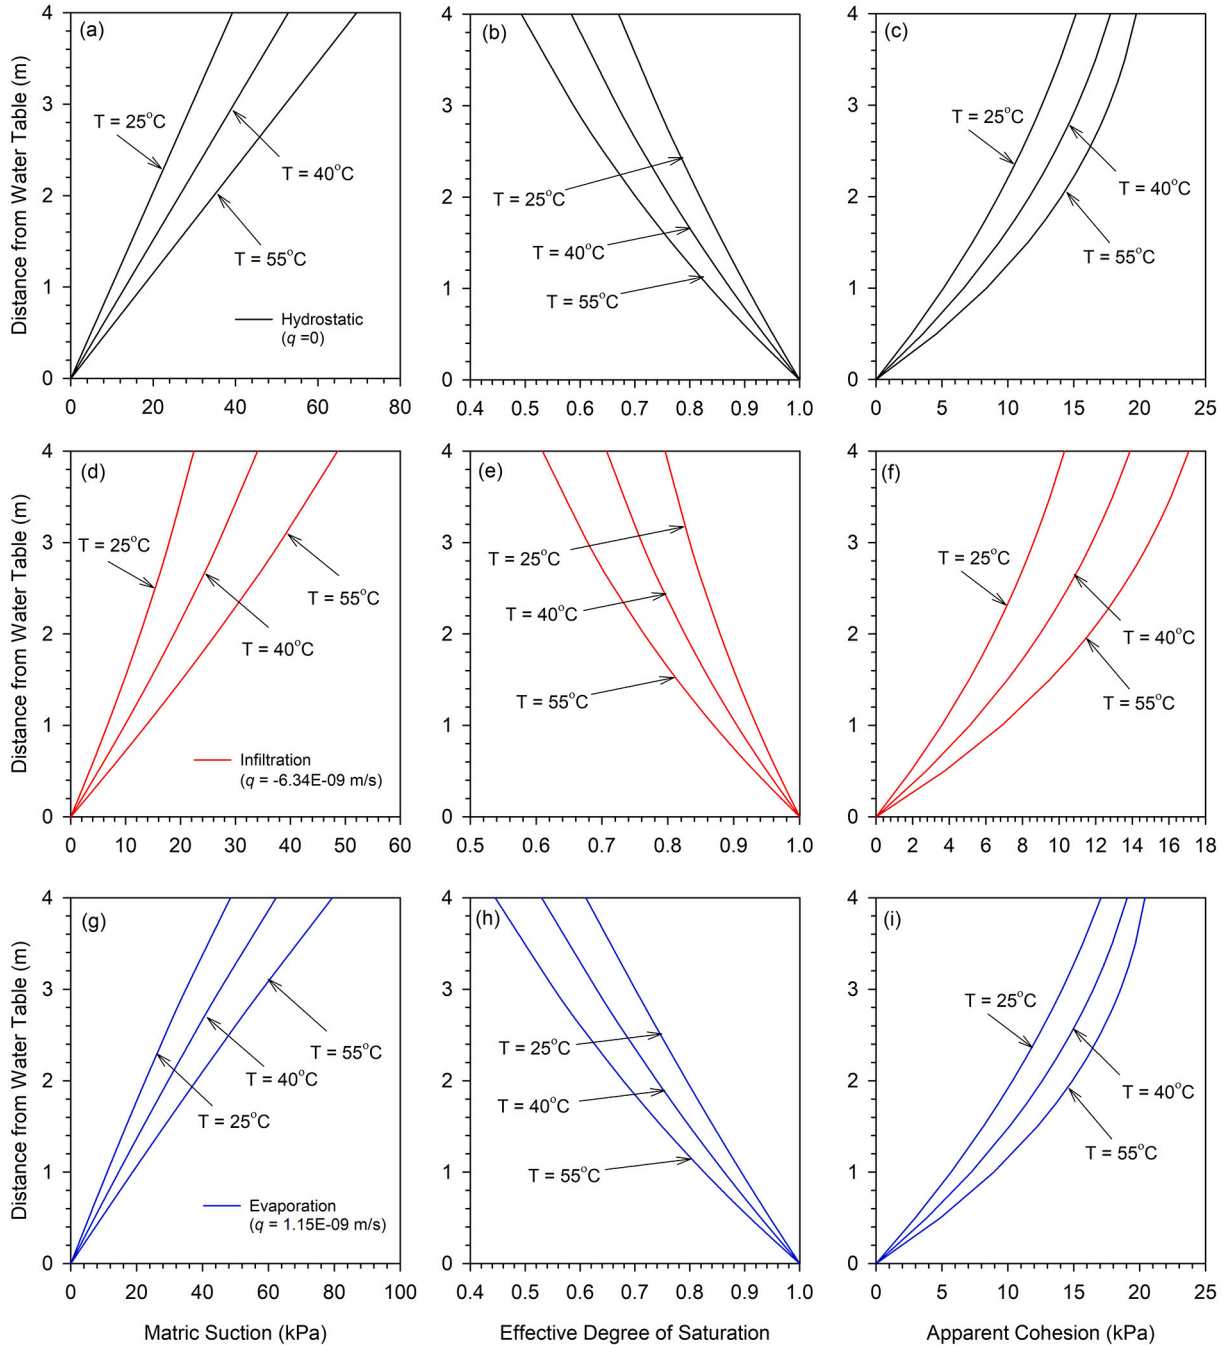 (a)
T = 25°C
T = 40°C
T = 55°C
Hydrostatic
(q =0)
Distance from Water Table (m)
4
3
2
1
0
0 20 40 60 80
(b)
T = 25°C
T = 40°C
T = 55°C
4
3
2
1
0
0.4 0.5 0.6 0.7 0.8 0.9 1.0
(c)
T = 25°C
T = 40°C
T = 55°C
4
3
2
1
0
0 5 10 15 20 25
(d)
T = 25°C
T = 55°C
T = 40°C
Infiltration
(q = -6.34E-09 m/s)
Distance from Water Table (m)
4
3
2
1
0
0 10 20 30 40 50 60
(e)
T = 25°C
T = 40°C
T = 55°C
4
3
2
1
0
0.5 0.6 0.7 0.8 0.9 1.0
(f)
T = 25°C
T = 40°C
T = 55°C
4
3
2
1
0
0 2 4 6 8 10 12 14 16 18
(g)
T = 55°C
T = 40°C
T = 25°C
Evaporation
(q = 1.15E-09 m/s)
Distance from Water Table (m)
4
3
2
1
0
0 20 40 60 80 100
Matric Suction (kPa)
(h)
T = 25°C
T = 40°C
T = 55°C
4
3
2
1
0
0.4 0.5 0.6 0.7 0.8 0.9 1.0
Effective Degree of Saturation
(i)
T = 25°C
T = 40°C
T = 55°C
4
3
2
1
0
0 5 10 15 20 25
Apparent Cohesion (kPa)